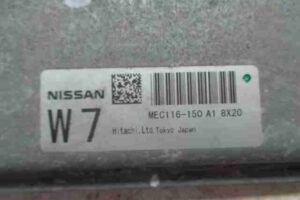 NISSAN
W7
MEC116-150 A1 8X20
Hitachi,Ltd.Tokyo Japan